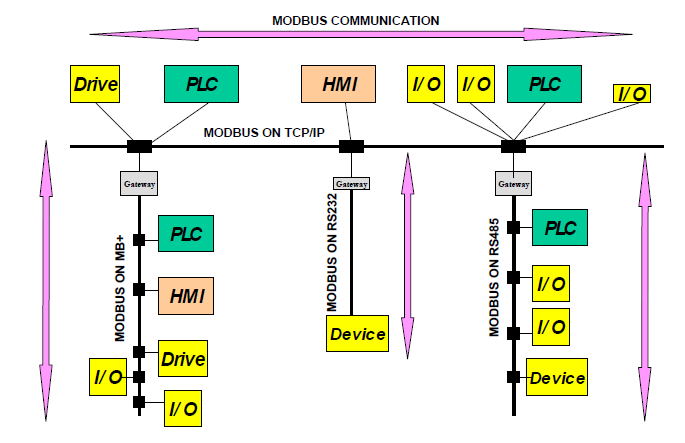 MODBUS COMMUNICATION
Drive
PLC
HMI
I/O
I/O
PLC
I/O
MODBUS ON TCP/IP
Gateway
Gateway
Gateway
MODBUS ON MB+
PLC
HMI
Drive
I/O
I/O
MODBUS ON RS232
Device
MODBUS ON RS485
PLC
I/O
I/O
Device